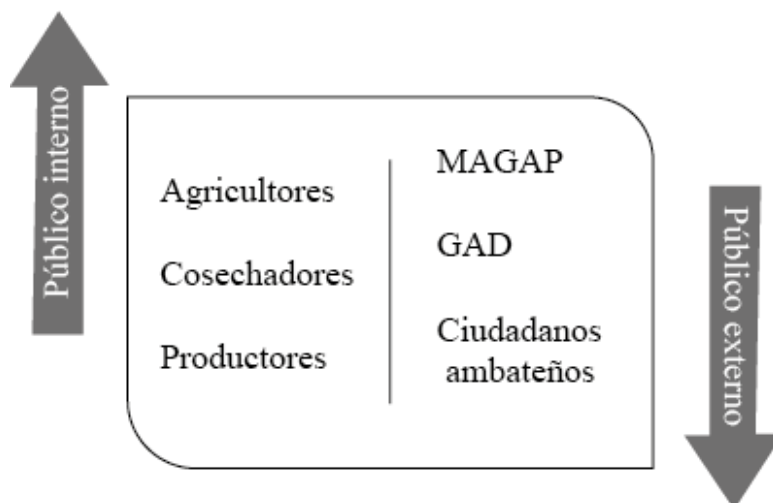 Público interno
Agricultores
Cosechadores
Productores
MAGAP
GAD
Ciudadanos
ambateños
Público externo